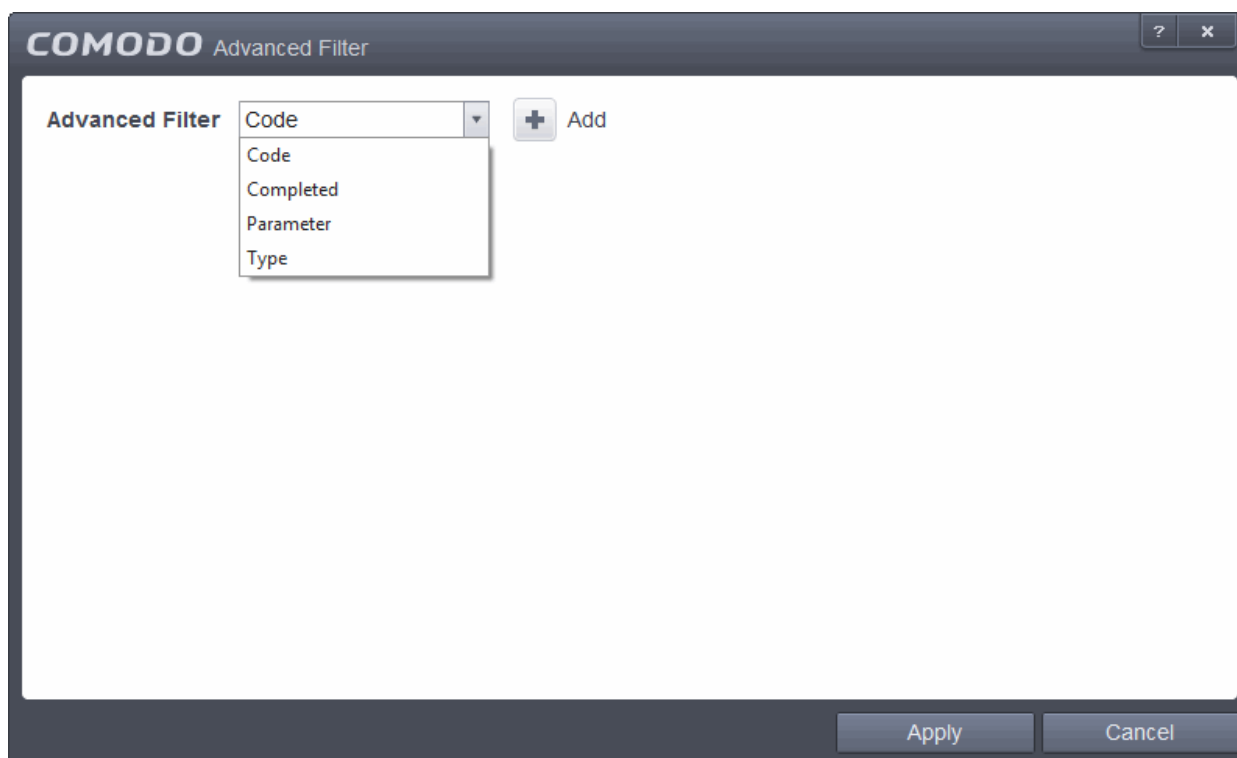 COMODO Advanced Filter
? x
Advanced Filter Code + Add
Code
Completed
Parameter
Type
Apply Cancel